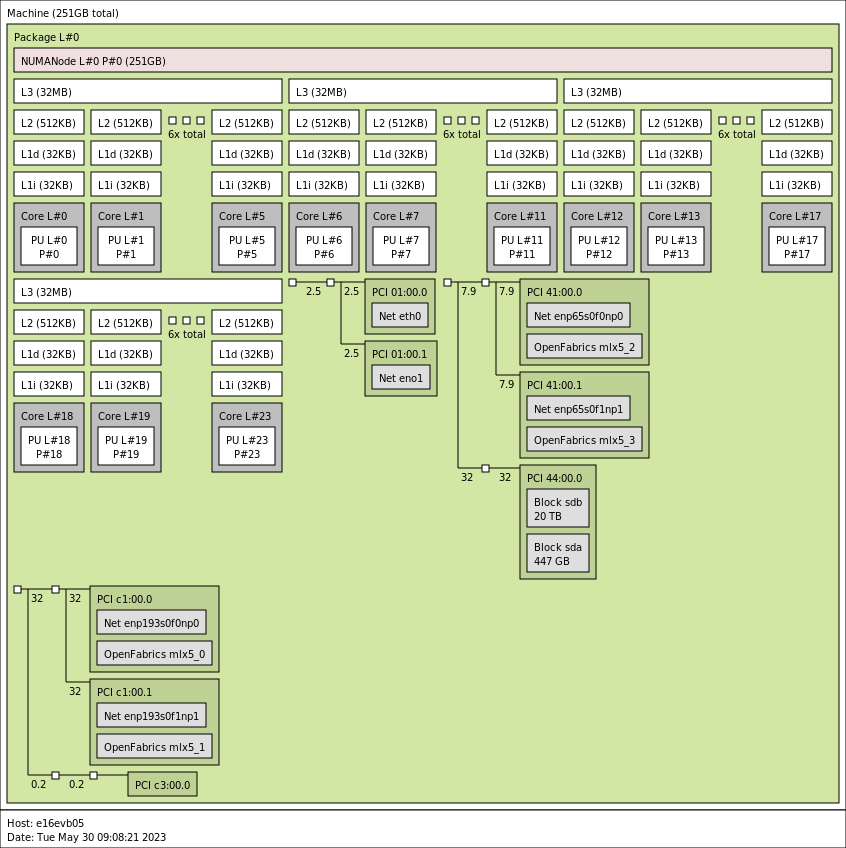 Machine (251GB total)
Package L#0
NUMANode L#0 P#0 (251GB)
L3 (32MB) L3 (32MB) L3 (32MB)
L2 (512KB) L2 (512KB) L2 (512KB) L2 (512KB) L2 (512KB) L2 (512KB) L2 (512KB) L2 (512KB) L2 (512KB)
6x total 6x total 6x total
L1d (32KB) L1d (32KB) L1d (32KB) L1d (32KB) L1d (32KB) L1d (32KB) L1d (32KB) L1d (32KB) L1d (32KB)
L1i (32KB) L1i (32KB) L1i (32KB) L1i (32KB) L1i (32KB) L1i (32KB) L1i (32KB) L1i (32KB) L1i (32KB)
Core L#0 Core L#1 Core L#5 Core L#6 Core L#7 Core L#11 Core L#12 Core L#13 Core L#17
PU L#0 PU L#1 PU L#5 PU L#6 PU L#7 PU L#11 PU L#12 PU L#13 PU L#17
P#0 P#1 P#5 P#6 P#7 P#11 P#12 P#13 P#17
L3 (32MB)
L2 (512KB) L2 (512KB) L2 (512KB)
6x total
L1d (32KB) L1d (32KB) L1d (32KB)
L1i (32KB) L1i (32KB) L1i (32KB)
Core L#18 Core L#19 Core L#23
PU L#18 PU L#19 PU L#23
P#18 P#19 P#23
2.5 2.5 PCI 01:00.0
Net eth0
2.5 PCI 01:00.1
Net eno1
7.9 7.9 PCI 41:00.0
Net enp65s0f0np0
OpenFabrics mlx5_2
7.9 PCI 41:00.1
Net enp65s0f1np1
OpenFabrics mlx5_3
32 32 PCI 44:00.0
Block sdb
20 TB
Block sda
447 GB
32 32 PCI c1:00.0
Net enp193s0f0np0
OpenFabrics mlx5_0
32 PCI c1:00.1
Net enp193s0f1np1
OpenFabrics mlx5_1
0.2 0.2 PCI c3:00.0
Host: e16evb05
Date: Tue May 30 09:08:21 2023